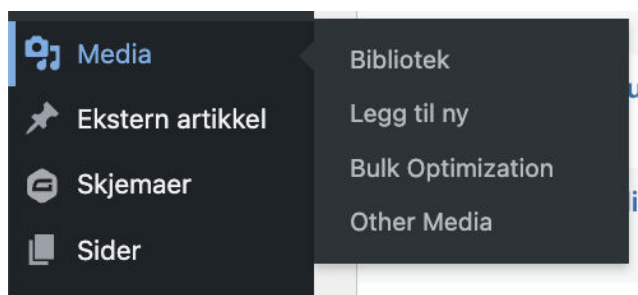 Media
Ekstern artikkel
Skjemaer
Sider
Bibliotek
Legg til ny
Bulk Optimization
Other Media